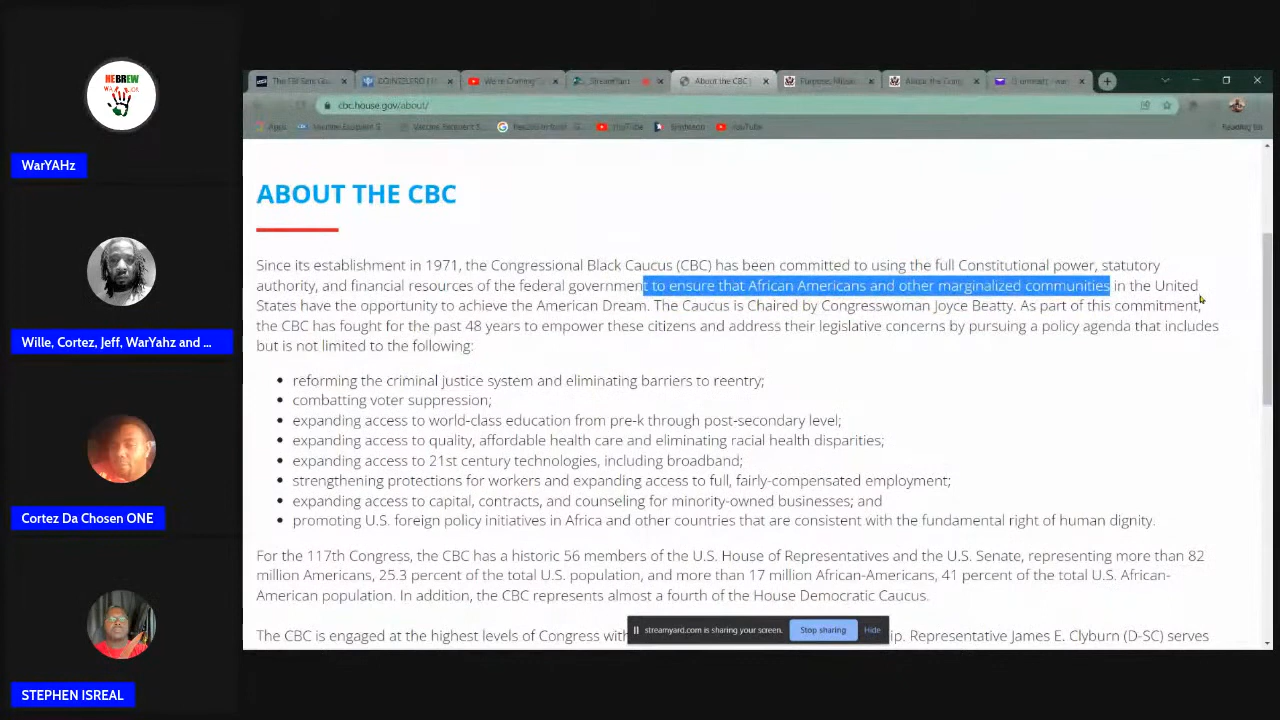 HEBREW
WarYAHz
Wille, Cortez, Jeff, WarYahz and ...
Cortez Da Chosen ONE
STEPHEN ISREAL
About the CBC
cbc.house.gov/about/
YouTube
YouTube
Reading list
ABOUT THE CBC
Since its establishment in 1971, the Congressional Black Caucus (CBC) has been committed to using the full Constitutional power, statutory
authority, and financial resources of the federal government to ensure that African Americans and other marginalized communities in the United
States have the opportunity to achieve the American Dream. The Caucus is Chaired by Congresswoman Joyce Beatty. As part of this commitment,
the CBC has fought for the past 48 years to empower these citizens and address their legislative concerns by pursuing a policy agenda that includes
but is not limited to the following:
reforming the criminal justice system and eliminating barriers to reentry;
combatting voter suppression;
expanding access to world-class education from pre-k through post-secondary level;
expanding access to quality, affordable health care and eliminating racial health disparities;
expanding access to 21st century technologies, including broadband;
strengthening protections for workers and expanding access to full, fairly-compensated employment;
expanding access to capital, contracts, and counseling for minority-owned businesses; and
promoting U.S. foreign policy initiatives in Africa and other countries that are consistent with the fundamental right of human dignity.
For the 117th Congress, the CBC has a historic 56 members of the U.S. House of Representatives and the U.S. Senate, representing more than 82
million Americans, 25.3 percent of the total U.S. population, and more than 17 million African-Americans, 41 percent of the total U.S. African-
American population. In addition, the CBC represents almost a fourth of the House Democratic Caucus.
The CBC is engaged at the highest levels of Congress with
streamyard.com is sharing your screen. Stop sharing Hide
p. Representative James E. Clyburn (D-SC) serves